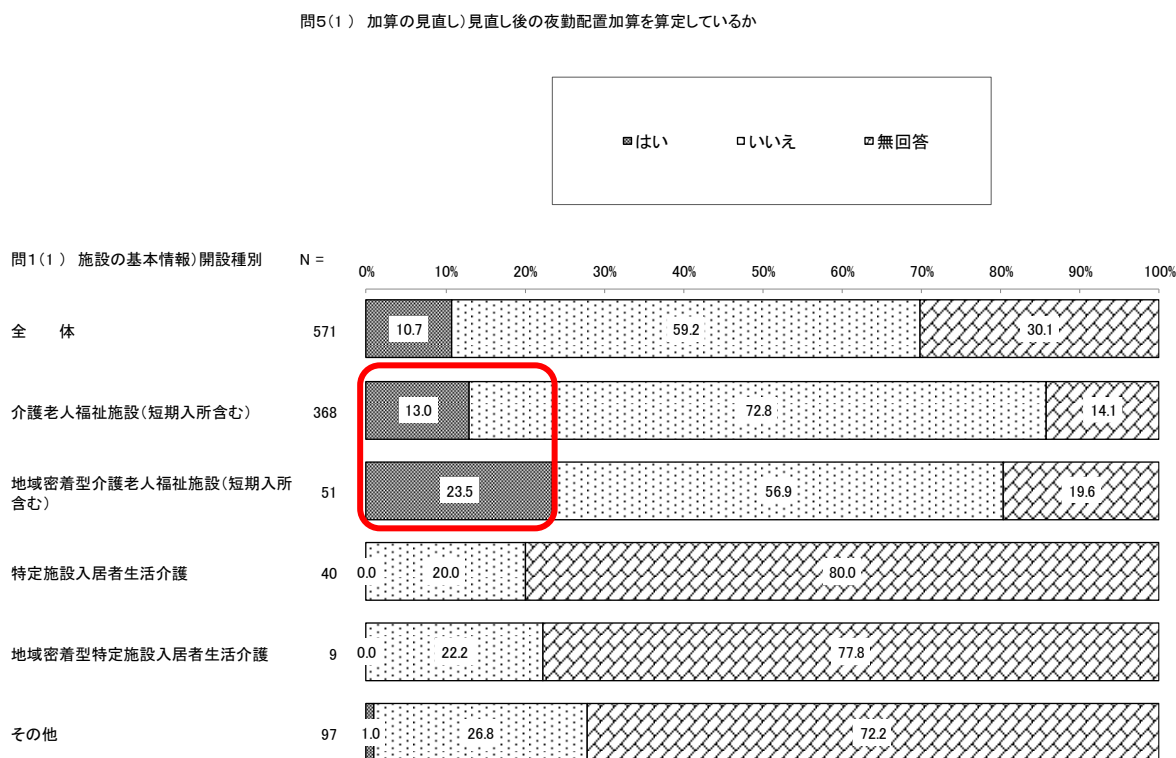 問5(1 ) 加算の見直し)見直し後の夜勤配置加算を算定しているか
はい いいえ 無回答
問1(1 ) 施設の基本情報)開設種別 N =
0% 10% 20% 30% 40% 50% 60% 70% 80% 90% 100%
全 体 571 10.7 59.2 30.1
介護老人福祉施設(短期入所含む) 368 13.0 72.8 14.1
地域密着型介護老人福祉施設(短期入所
含む) 51 23.5 56.9 19.6
特定施設入居者生活介護 40 0.0 20.0 80.0
地域密着型特定施設入居者生活介護 9 0.0 22.2 77.8
その他 97 1.0 26.8 72.2